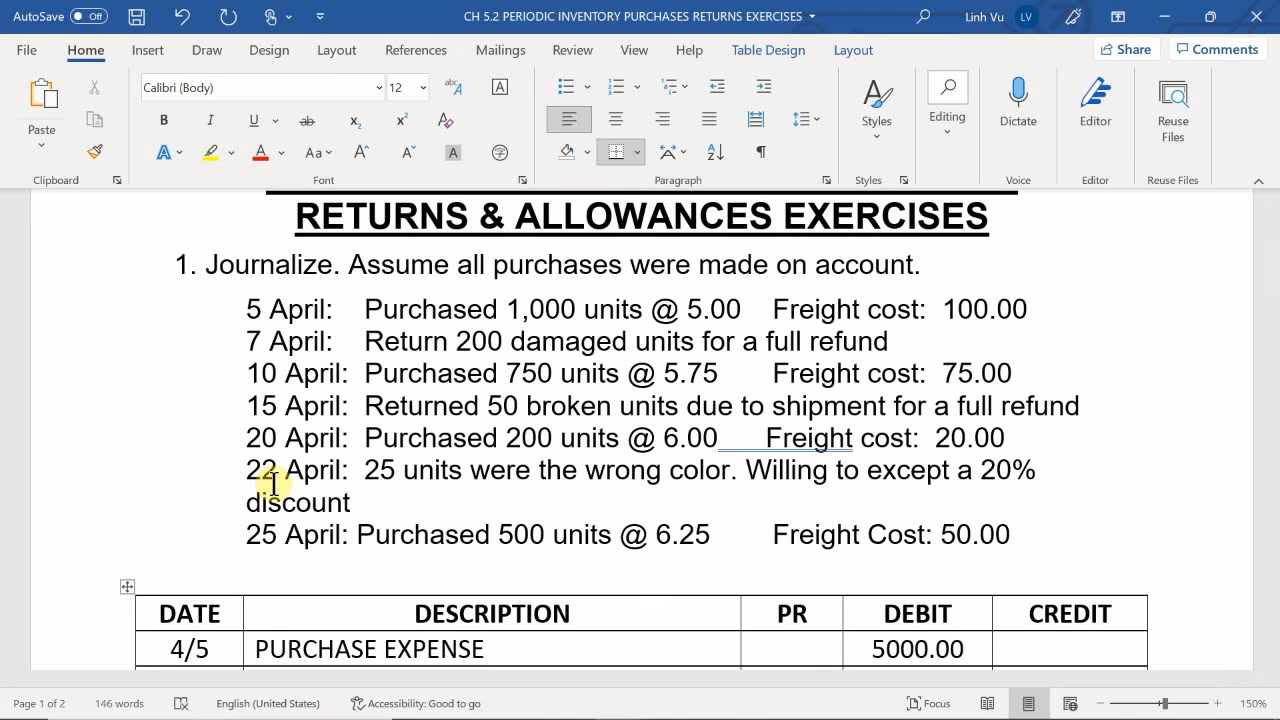 AutoSave Off CH 5.2 PERIODIC INVENTORY PURCHASES RETURNS EXERCISES Linh Vu LV
File Home Insert Draw Design Layout References Mailings Review View Help Table Design Layout Share Comments
Calibri (Body) 12
Paste Styles Editing Dictate Editor Reuse Files
Clipboard Font Paragraph Styles Voice Editor Reuse Files
RETURNS & ALLOWANCES EXERCISES
1. Journalize. Assume all purchases were made on account.
5 April: Purchased 1,000 units @ 5.00 Freight cost: 100.00
7 April: Return 200 damaged units for a full refund
10 April: Purchased 750 units @ 5.75 Freight cost: 75.00
15 April: Returned 50 broken units due to shipment for a full refund
20 April: Purchased 200 units @ 6.00 Freight cost: 20.00
22 April: 25 units were the wrong color. Willing to except a 20%
discount
25 April: Purchased 500 units @ 6.25 Freight Cost: 50.00
DATE DESCRIPTION PR DEBIT CREDIT
4/5 PURCHASE EXPENSE 5000.00
Page 1 of 2 146 words English (United States) Accessibility: Good to go Focus 150%